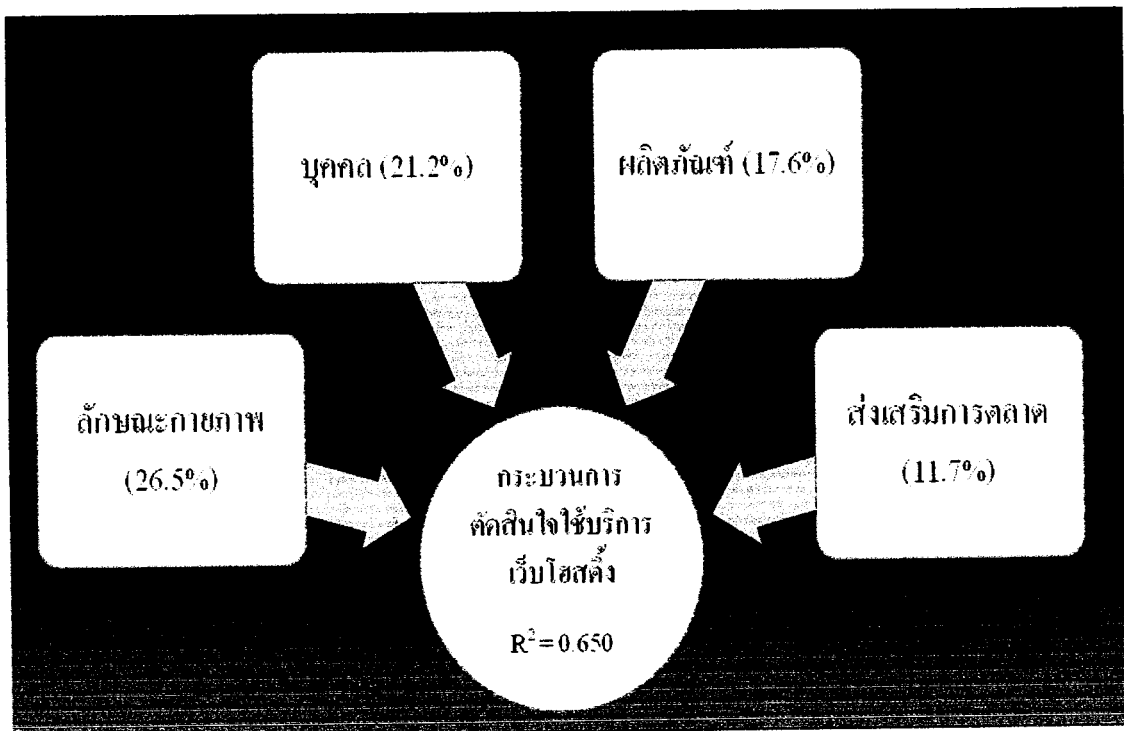 บุคคล (21.2%)
ผลิตภัณฑ์ (17.6%)
ลักษณะกายภาพ
(26.5%)
ส่งเสริมการตลาด
(11.7%)
กระบวนการ
ตัดสินใจใช้บริการ
เว็บโฮสติ้ง
R² = 0.650